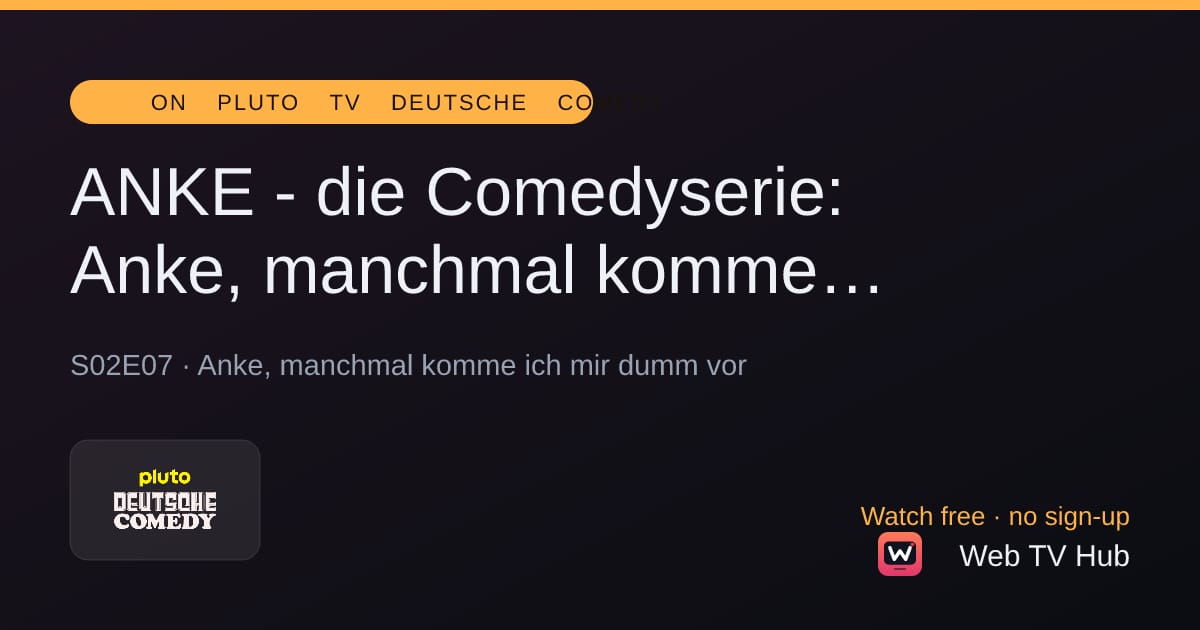 ON PLUTO TV DEUTSCHE CO
ANKE - die Comedyserie:
Anke, manchmal komme…
S02E07 · Anke, manchmal komme ich mir dumm vor
pluto
DEUTSCHE
COMEDY
Watch free · no sign-up
W
Web TV Hub